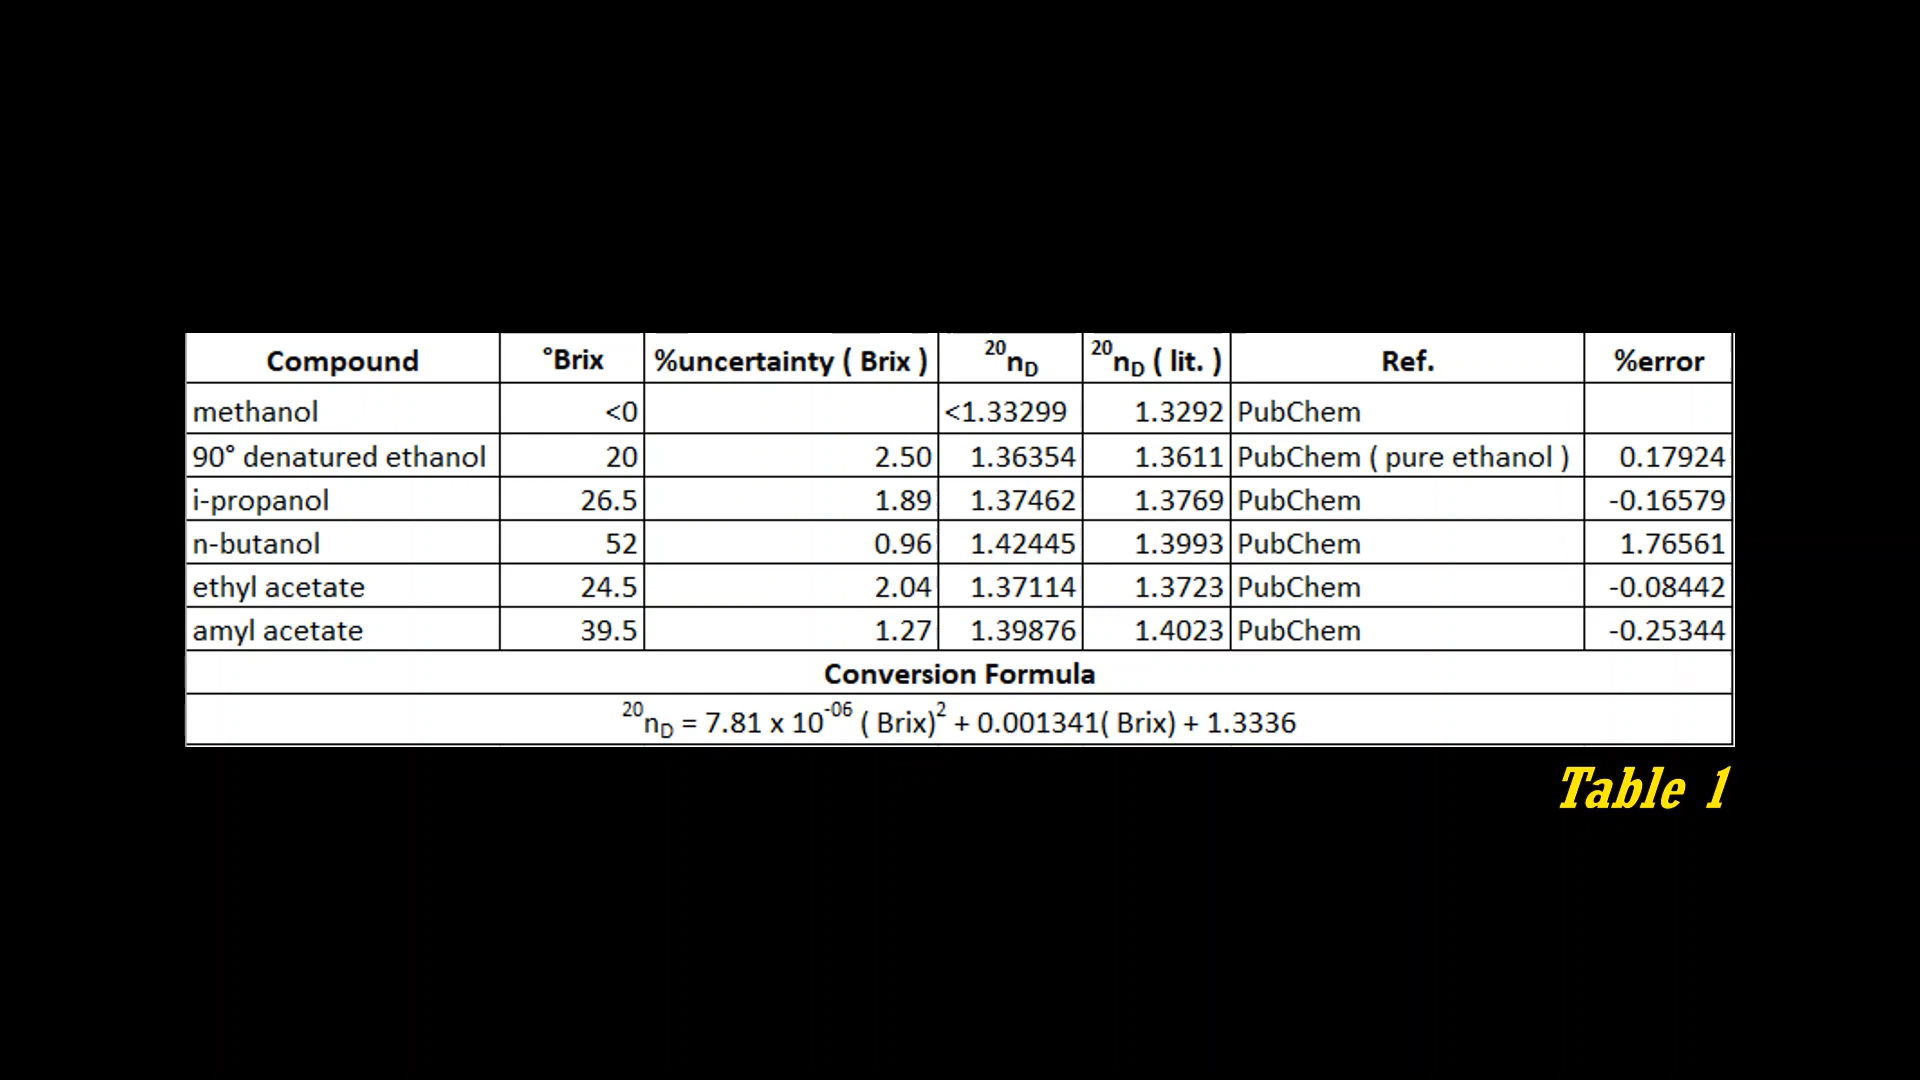 Compound °Brix %uncertainty ( Brix ) ²⁰nD ²⁰nD ( lit. ) Ref. %error
methanol <0 <1.33299 1.3292 PubChem
90° denatured ethanol 20 2.50 1.36354 1.3611 PubChem ( pure ethanol ) 0.17924
i-propanol 26.5 1.89 1.37462 1.3769 PubChem -0.16579
n-butanol 52 0.96 1.42445 1.3993 PubChem 1.76561
ethyl acetate 24.5 2.04 1.37114 1.3723 PubChem -0.08442
amyl acetate 39.5 1.27 1.39876 1.4023 PubChem -0.25344
Conversion Formula
²⁰nD = 7.81 x 10⁻⁰⁶ ( Brix)² + 0.001341( Brix) + 1.3336
Table 1